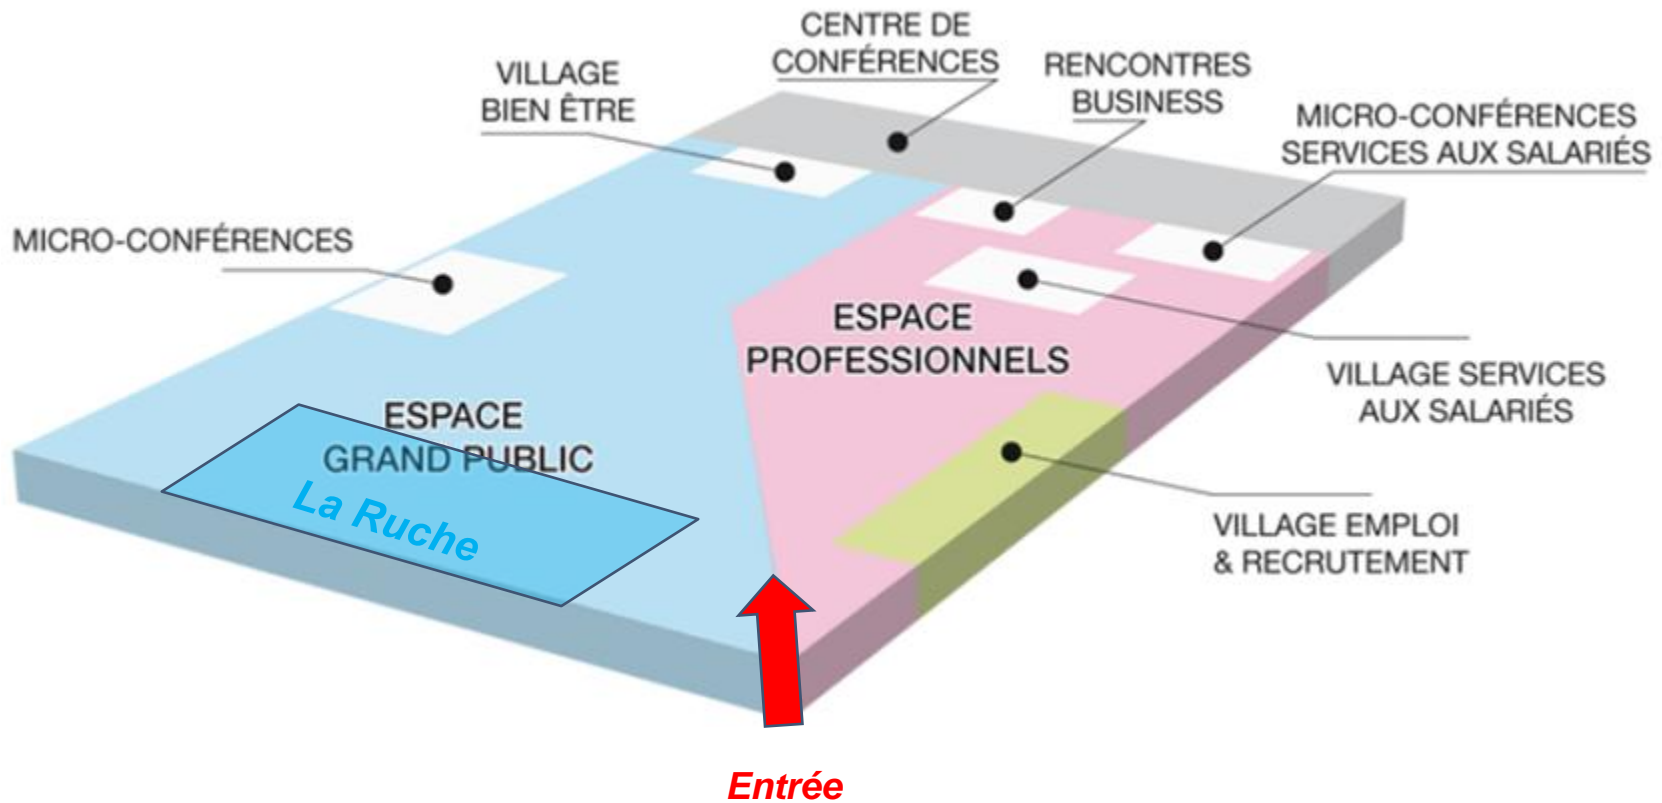 CENTRE DE
CONFÉRENCES
VILLAGE
BIEN ÊTRE
RENCONTRES
BUSINESS
MICRO-CONFÉRENCES
SERVICES AUX SALARIÉS
MICRO-CONFÉRENCES
ESPACE
PROFESSIONNELS
VILLAGE SERVICES
AUX SALARIÉS
ESPACE
GRAND PUBLIC
La Ruche
VILLAGE EMPLOI
& RECRUTEMENT
Entrée